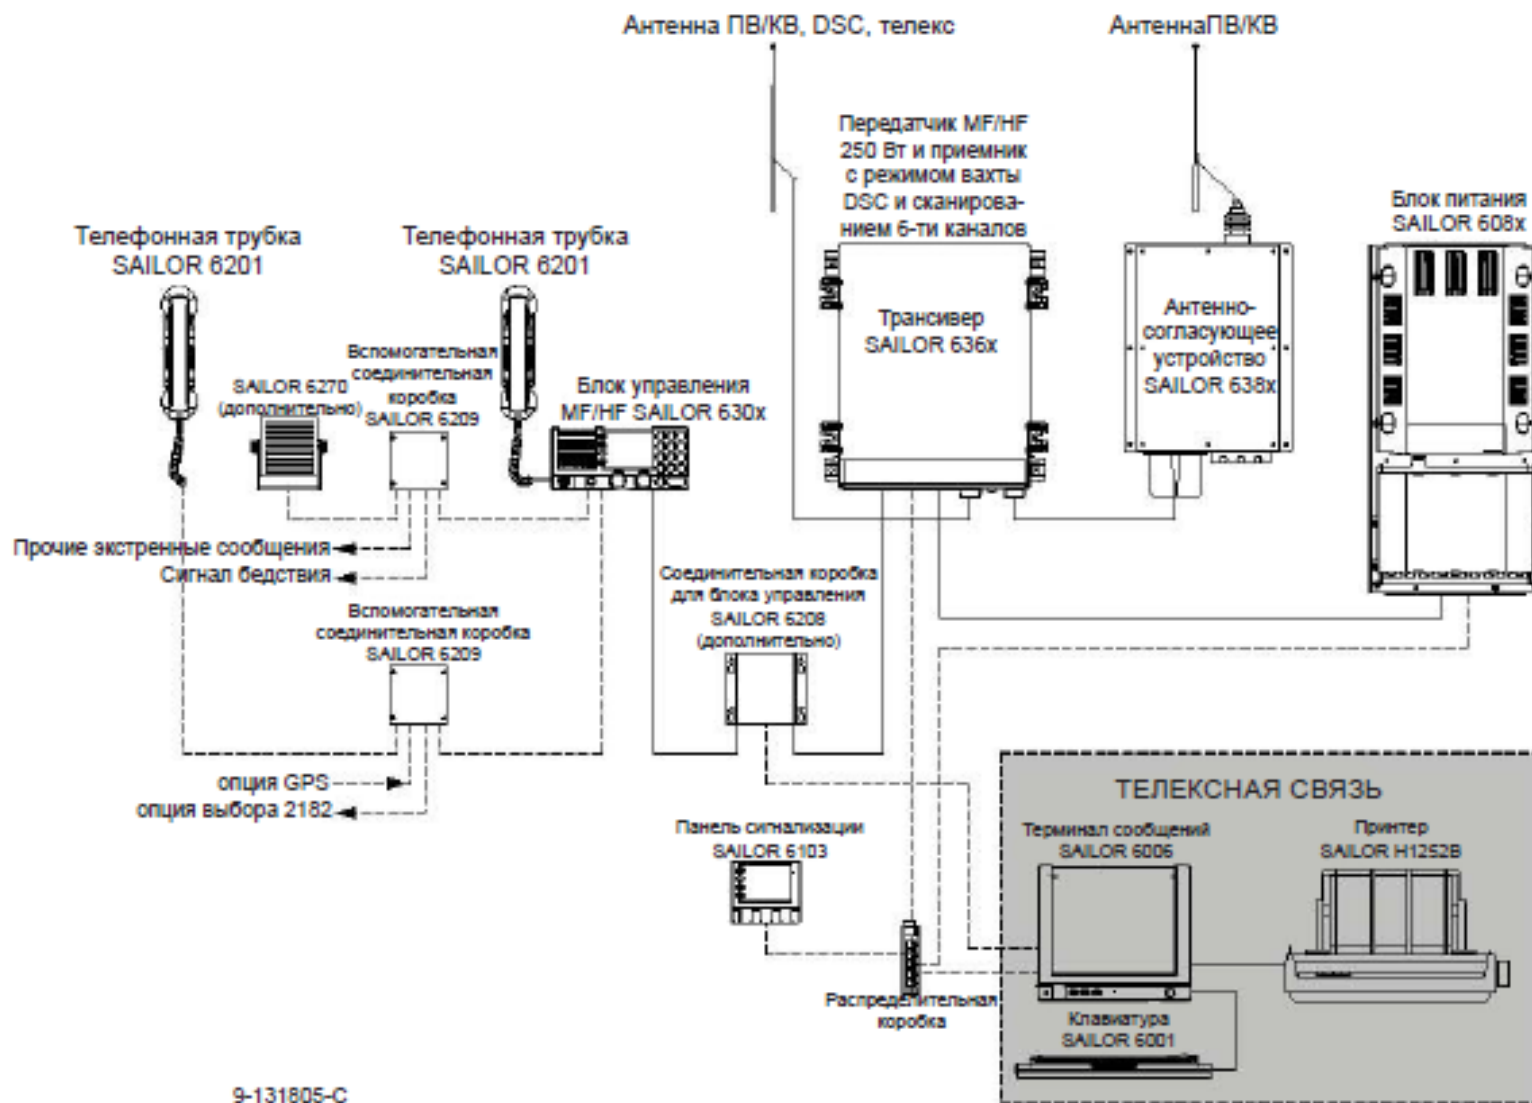 Антенна ПВ/КВ, DSC, телекс
АнтеннаПВ/КВ
Передатчик MF/HF
250 Вт и приемник
с режимом вахты
DSC и сканирова-
нием 6-ти каналов
Блок питания
SAILOR 608x
Телефонная трубка
SAILOR 6201
Телефонная трубка
SAILOR 6201
Трансивер
SAILOR 636x
Антенно-
согласующее
устройство
SAILOR 638x
SAILOR 6270
(дополнительно)
Вспомогательная
соединительная
коробка
SAILOR 6209
Блок управления
MF/HF SAILOR 630x
Прочие экстренные сообщения
Сигнал бедствия
Вспомогательная
соединительная коробка
SAILOR 6209
Соединительная коробка
для блока управления
SAILOR 6208
(дополнительно)
опция GPS
опция выбора 2182
Панель сигнализации
SAILOR 6103
Распределительная
коробка
ТЕЛЕКСНАЯ СВЯЗЬ
Терминал сообщений
SAILOR 6006
Принтер
SAILOR H1252B
Клавиатура
SAILOR 6001
9-131805-C